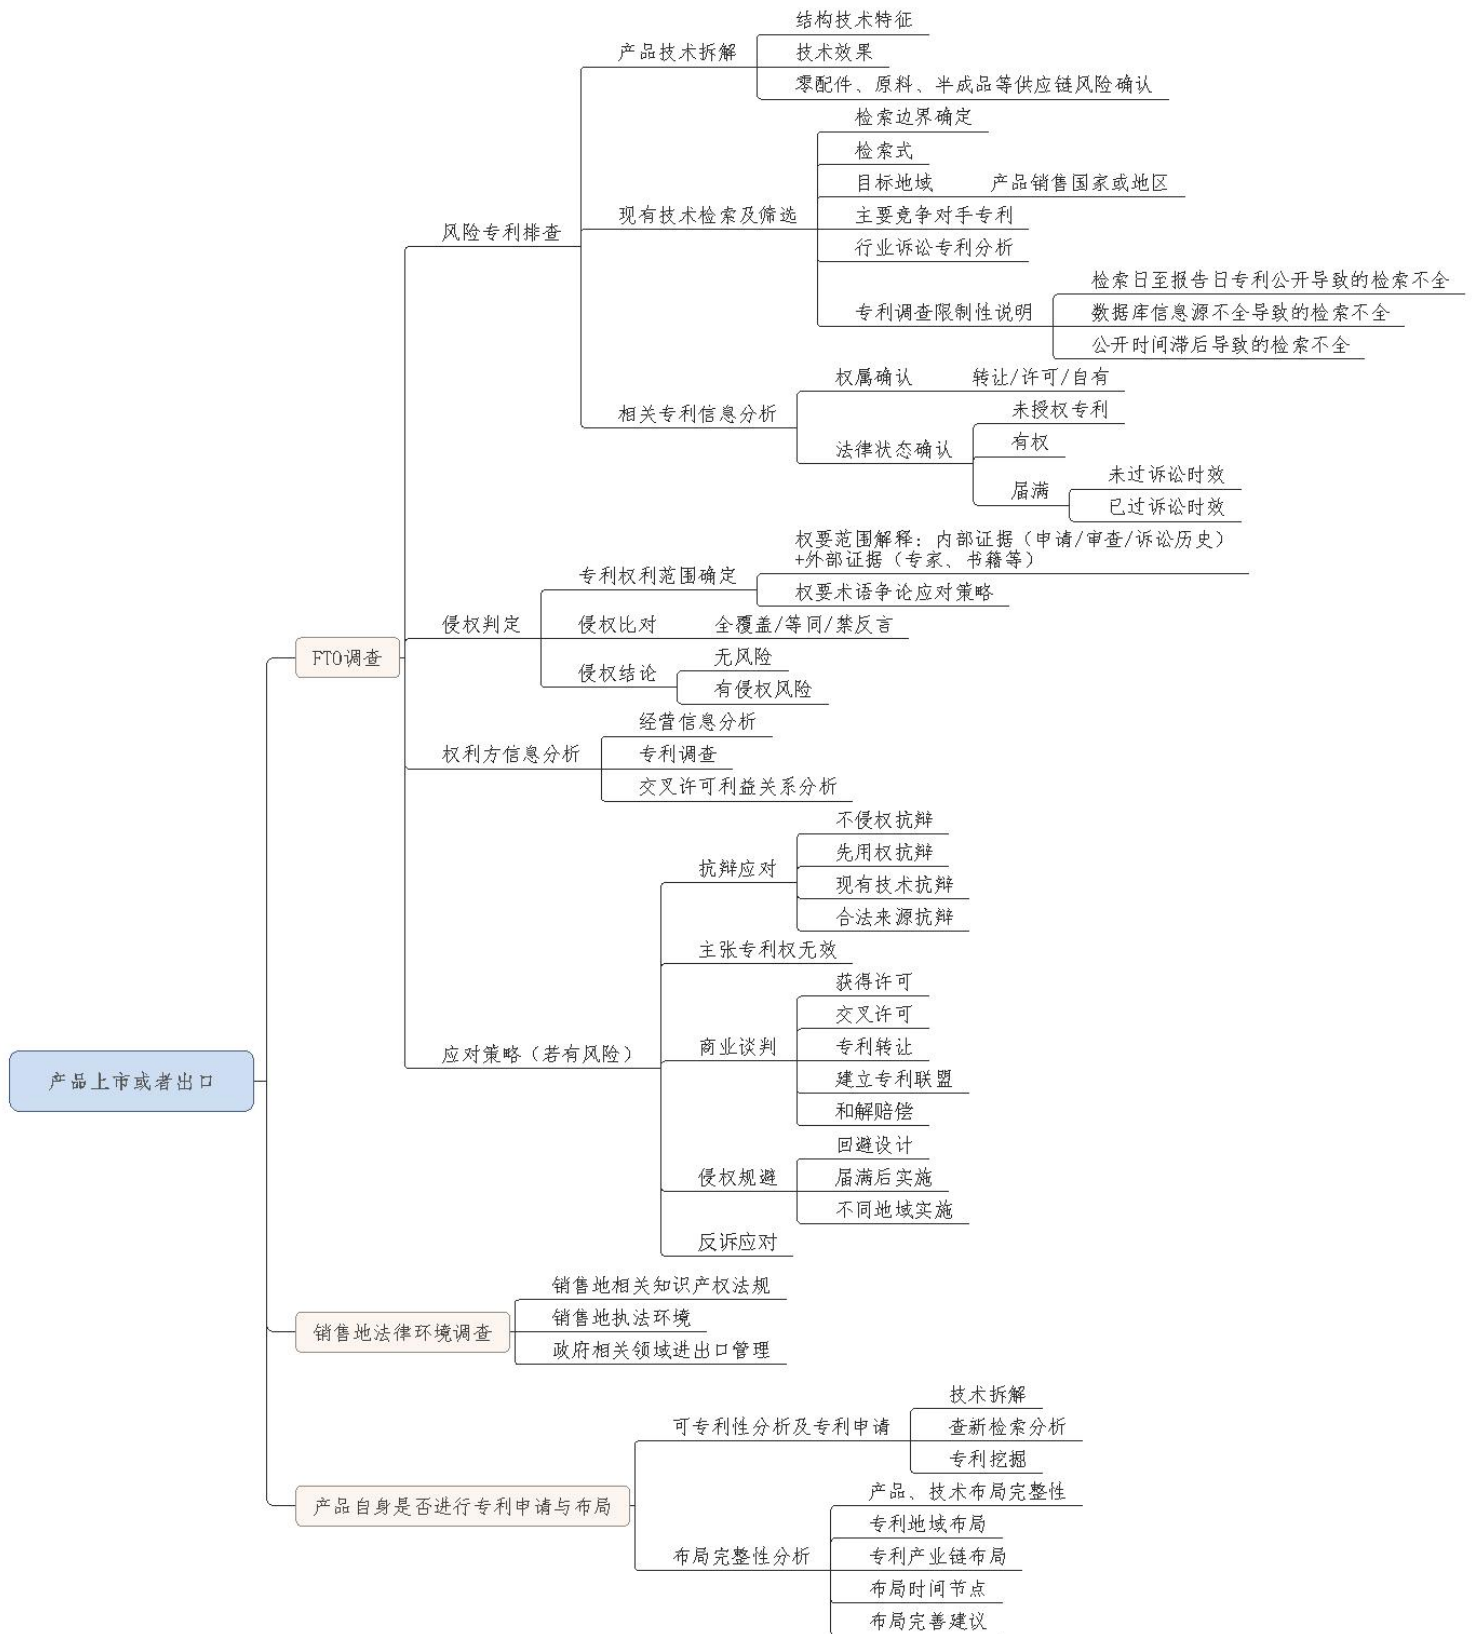 结构技术特征
产品技术拆解
技术效果
零配件、原料、半成品等供应链风险确认
检索边界确定
检索式
目标地域
产品销售国家或地区
现有技术检索及筛选
主要竞争对手专利
风险专利排查
行业诉讼专利分析
检索日至报告日专利公开导致的检索不全
专利调查限制性说明
数据库信息源不全导致的检索不全
公开时间滞后导致的检索不全
权属确认
转让/许可/自有
相关专利信息分析
未授权专利
法律状态确认
有权
届满
未过诉讼时效
已过诉讼时效
权要范围解释：内部证据（申请/审查/诉讼历史）
+外部证据（专家、书籍等）
专利权利范围确定
权要术语争论应对策略
侵权判定
侵权比对
全覆盖/等同/禁反言
FTO调查
侵权结论
无风险
有侵权风险
经营信息分析
权利方信息分析
专利调查
交叉许可利益关系分析
不侵权抗辩
抗辩应对
先用权抗辩
现有技术抗辩
合法来源抗辩
主张专利权无效
获得许可
交叉许可
应对策略（若有风险）
商业谈判
专利转让
建立专利联盟
和解赔偿
产品上市或者出口
回避设计
侵权规避
届满后实施
不同地域实施
反诉应对
销售地相关知识产权法规
销售地法律环境调查
销售地执法环境
政府相关领域进出口管理
技术拆解
可专利性分析及专利申请
查新检索分析
专利挖掘
产品自身是否进行专利申请与布局
产品、技术布局完整性
专利地域布局
布局完整性分析
专利产业链布局
布局时间节点
布局完善建议